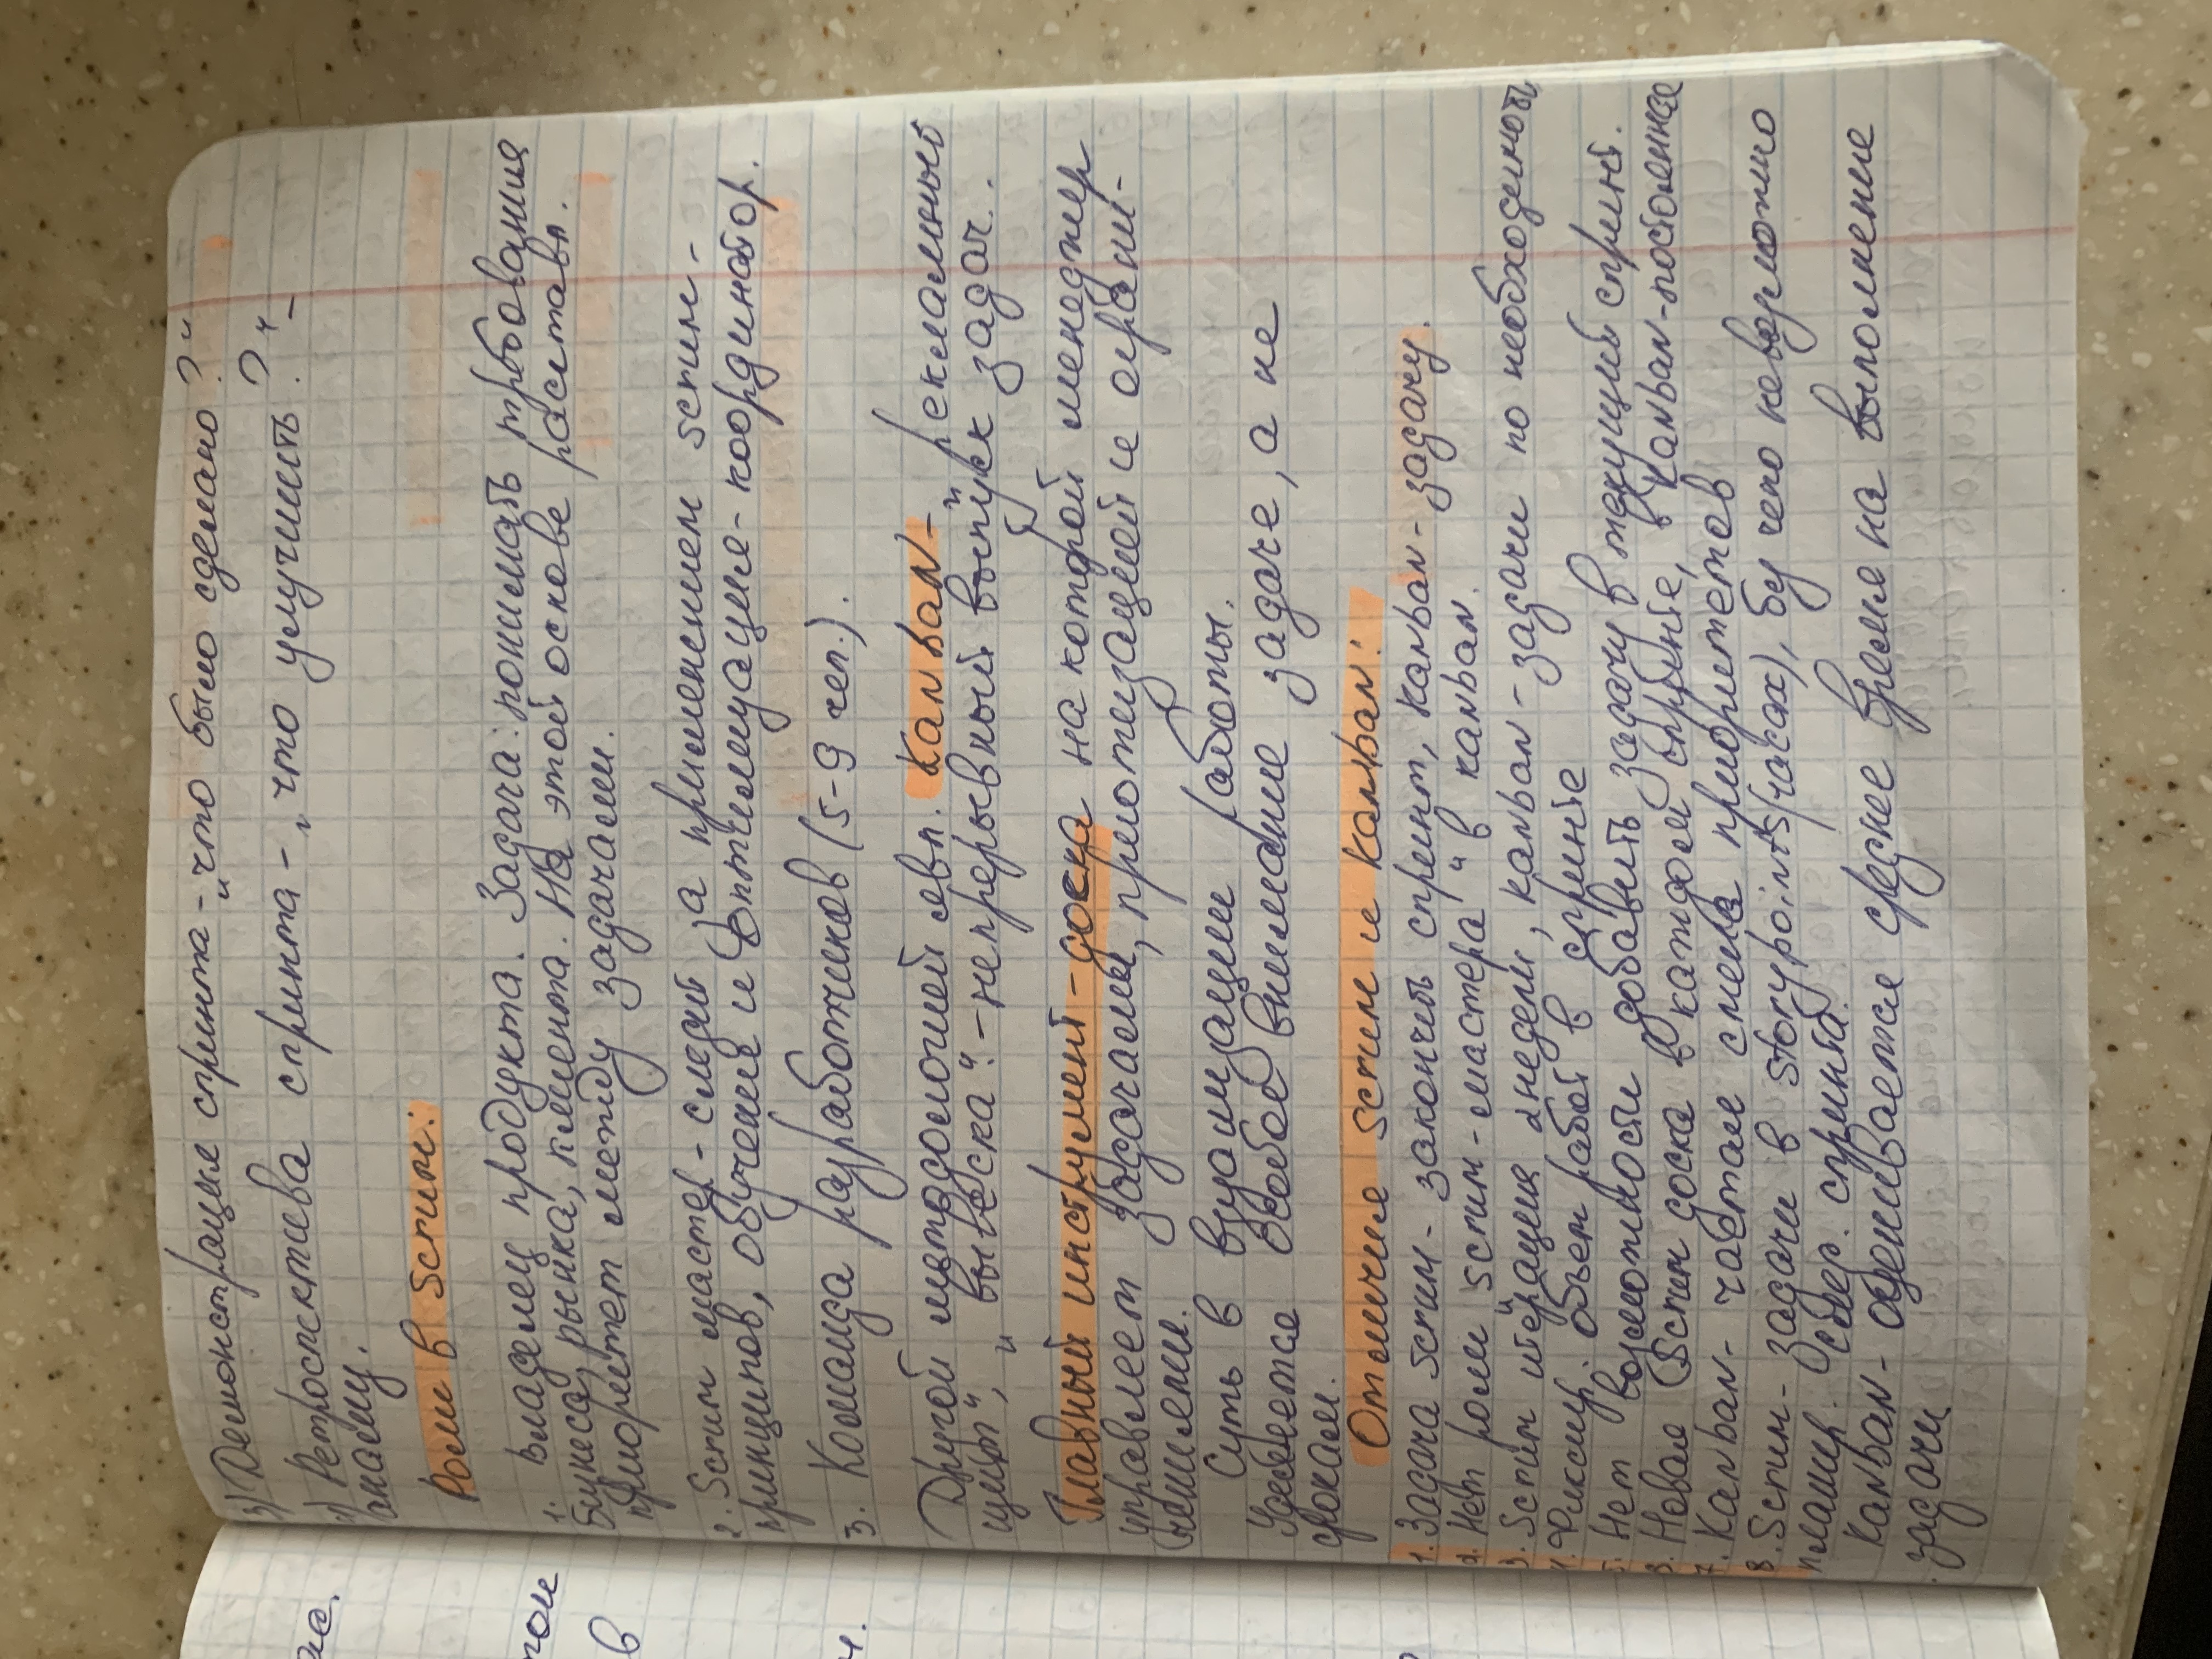 3) Демонстрация спринта - „что было сделано?“
4) Ретроспектива спринта - „что улучшить?“ -
анализ.
Роли в Scrum:
1. Владелец продукта. Задача: понимать требования
бизнеса, рынка, клиента. На этой основе расставл.
приоритет между задачами.
2. Scrum мастер - следит за применением scrum-
принципов, обучение и оптимизация - координатор.
3. Команда разработчиков (5-9 чел.).
Другой методологией явл. Kanban - „рекламный
щит“, „вывеска“. - непрерывный выпуск задач.
Главный инструмент - доска на которой менеджер
управляет задачами, приотизацией и ограни-
чениями.
Суть в взуализации работы.
Уделяется особое внимание задаче, а не
срокам.
Отличия Scrum и Kanban:
1. Задача Scrum - закончить спринт, Kanban - задачу.
2. Нет роли „scrum-мастера“ в kanban.
3. Scrum итерация 2 недели, kanban - задачи по необходимости
4. Фиксир. объем работ в спринте
5. Нет возможности добавить задачу в текущий спринт.
6. Новая Scrum доска в каждом спринте, в Kanban - постоянная
7. Kanban - частая смена приоритетов
8. Scrum - задачи в storypoints (часах), без чего невозможно
планир. след. спринта.
Kanban - оценивается среднее время на выполнение
задачи